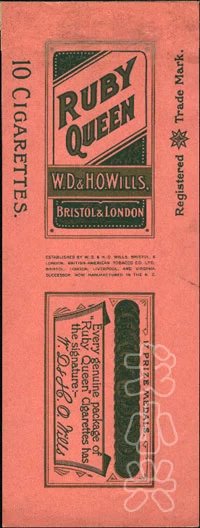 10 CIGARETTES.
RUBY
QUEEN
W.D. & H.O. WILLS,
BRISTOL & LONDON
Registered Trade Mark.
ESTABLISHED BY W. D. & H. O. WILLS, BRISTOL &
LONDON. BRITISH-AMERICAN TOBACCO CO. LTD.
BRISTOL, LONDON, LIVERPOOL, AND VIRGINIA
SUCCESSOR. NOW MANUFACTURED IN THE
Every genuine package of
"Ruby Queen" Cigarettes has
the signature:-
W D & H O Wills
17 PRIZE MEDALS.